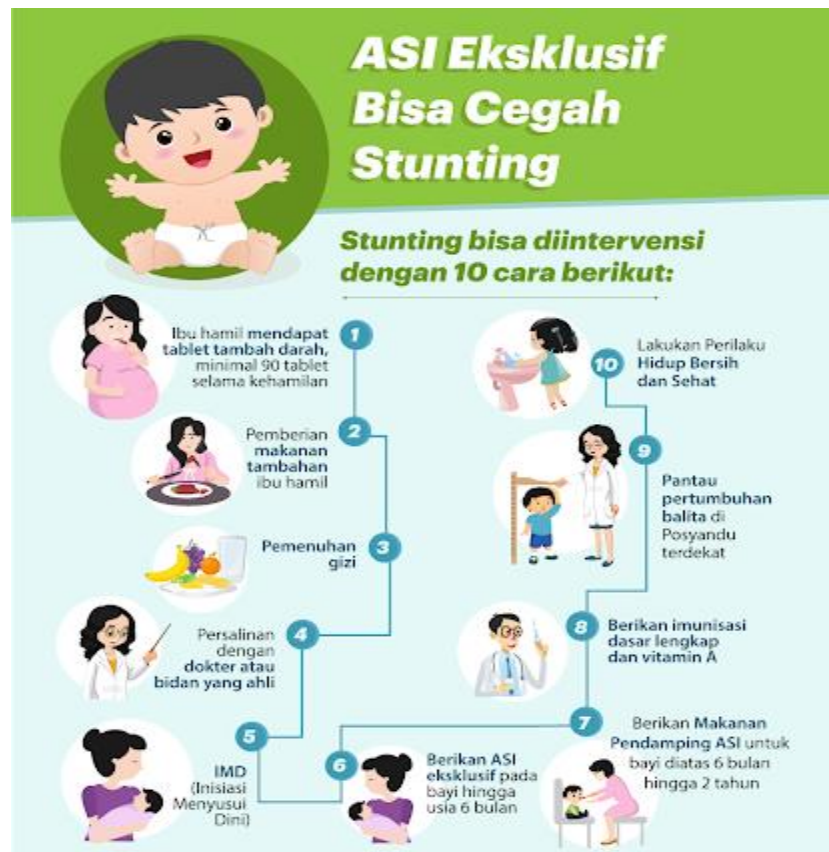 ASI Eksklusif
Bisa Cegah
Stunting
Stunting bisa diintervensi
dengan 10 cara berikut:
1
Ibu hamil mendapat
tablet tambah darah,
minimal 90 tablet
selama kehamilan
2
Pemberian
makanan
tambahan
ibu hamil
3
Pemenuhan
gizi
4
Persalinan
dengan
dokter atau
bidan yang ahli
5
IMD
(Inisiasi
Menyusui
Dini)
6
Berikan ASI
eksklusif pada
bayi hingga
usia 6 bulan
7
Berikan Makanan
Pendamping ASI untuk
bayi diatas 6 bulan
hingga 2 tahun
8
Berikan imunisasi
dasar lengkap
dan vitamin A
9
Pantau
pertumbuhan
balita di
Posyandu
terdekat
10
Lakukan Perilaku
Hidup Bersih
dan Sehat